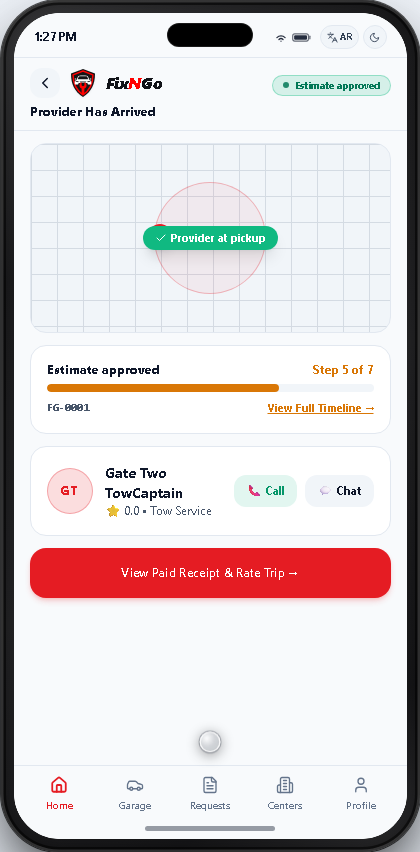 1:27 PM
AR
FixNGo
Estimate approved
Provider Has Arrived
Provider at pickup
Estimate approved
Step 5 of 7
FG-0001
View Full Timeline →
GT
Gate Two
TowCaptain
0.0 • Tow Service
Call
Chat
View Paid Receipt & Rate Trip →
Home
Garage
Requests
Centers
Profile